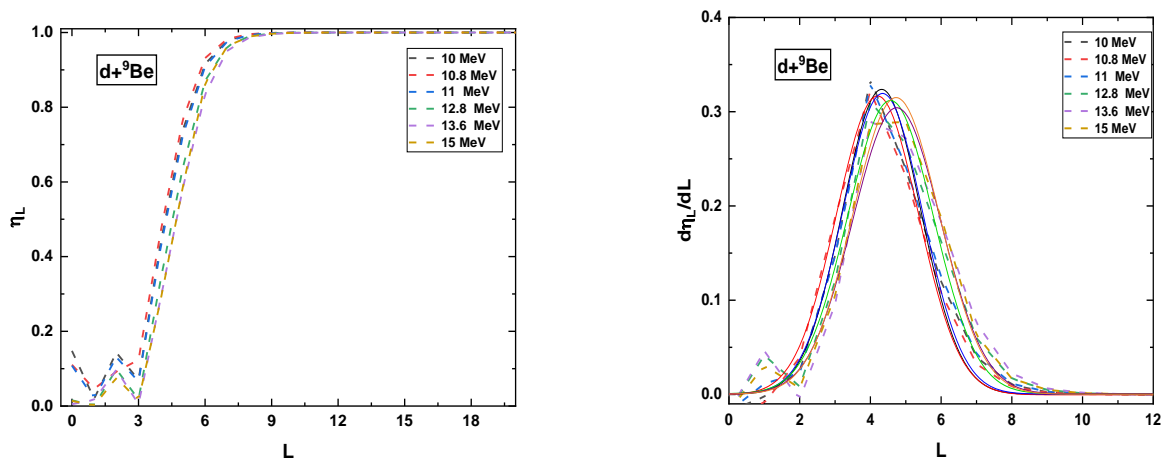 d+⁹Be
10 MeV
10.8 MeV
11 MeV
12.8 MeV
13.6 MeV
15 MeV
1.0
0.8
0.6
0.4
0.2
0.0
η_L
0 3 6 9 12 15 18
L
d+⁹Be
10 MeV
10.8 MeV
11 MeV
12.8 MeV
13.6 MeV
15 MeV
0.4
0.3
0.2
0.1
0.0
dη_L/dL
0 2 4 6 8 10 12
L